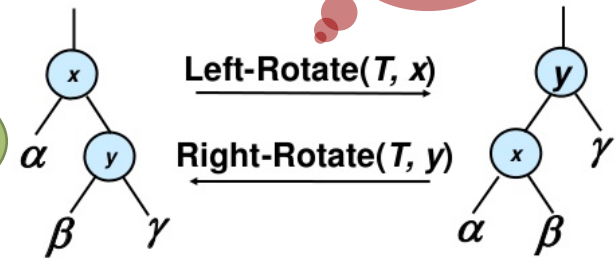 x
y
Left-Rotate(T, x)
α
y
Right-Rotate(T, y)
x
γ
β
γ
α
β